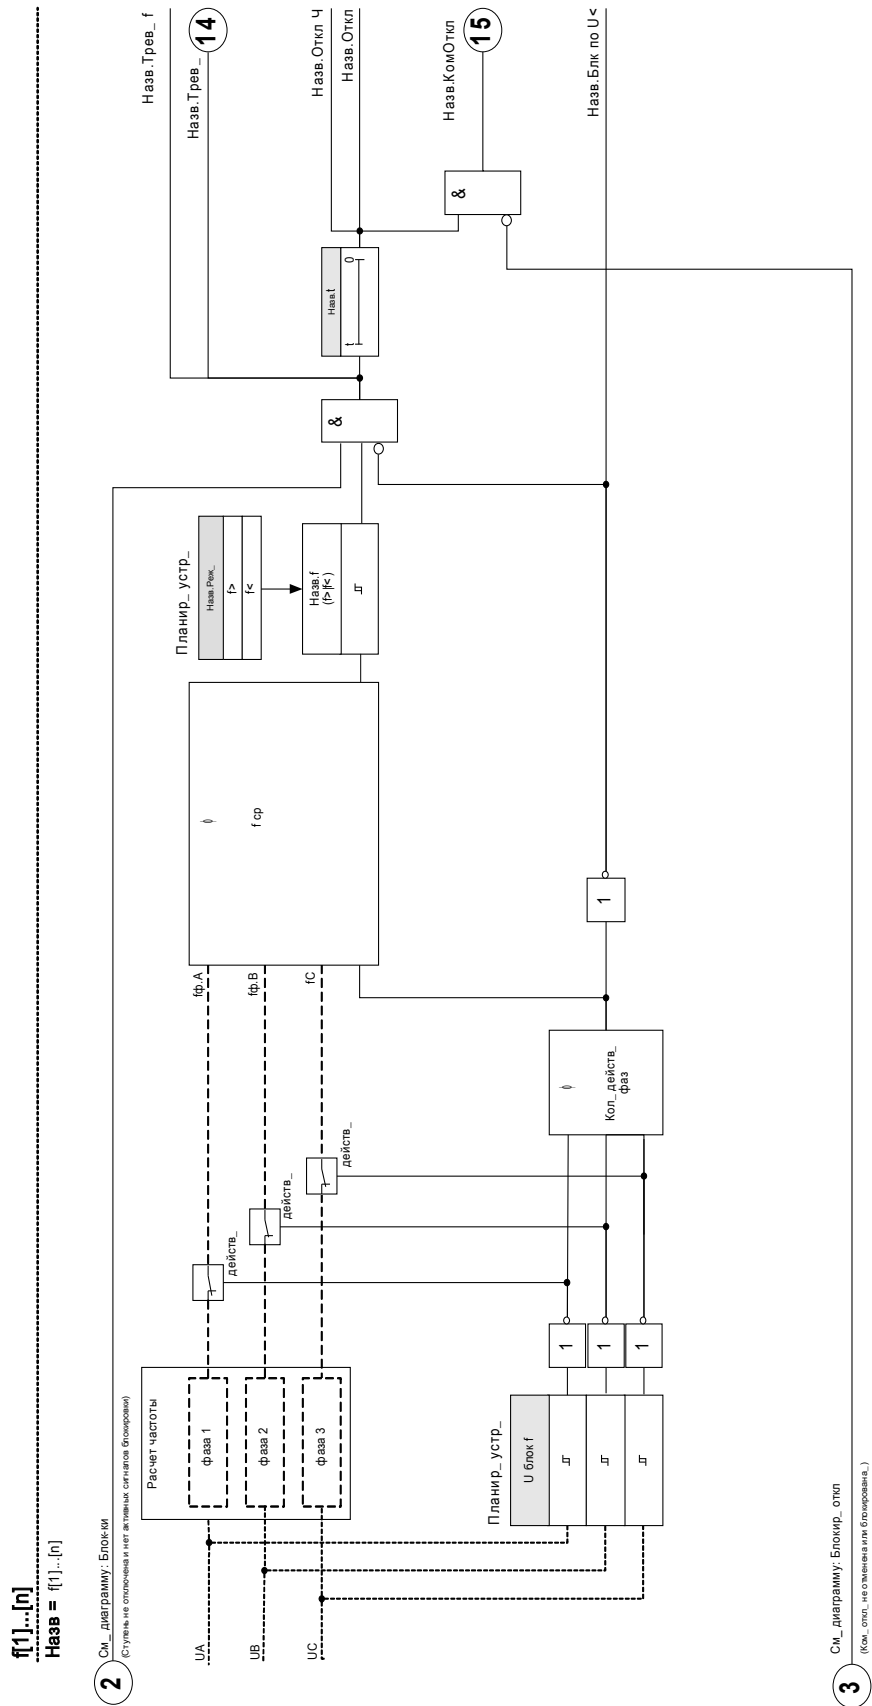 f[1]...[n]
Назв = f[1]...[n]
2
См_ диаграмму: Блок-ки
(Ступень не отключена и нет активных сигналов блокировки)
UA
UB
UC
Расчет частоты
фаза 1
фаза 2
фаза 3
действ_
действ_
действ_
fф.A
fф.B
fC
f ср
Планир_ устр_
Назв.Реж_
f>
f<
Назв.f
(f>|f<)
&
Назв.t
t
0
Назв.Трев_ f
Назв.Трев_
14
Назв.Откл Ч
Назв.Откл
&
Назв.КомОткл
15
Назв.Блк по U <
Планир_ устр_
U блок f
1
1
1
Кол_ действ_
фаз
1
3
См_ диаграмму: Блокир_ откл
(Ком_ откл_ не отменена или блокирована_)